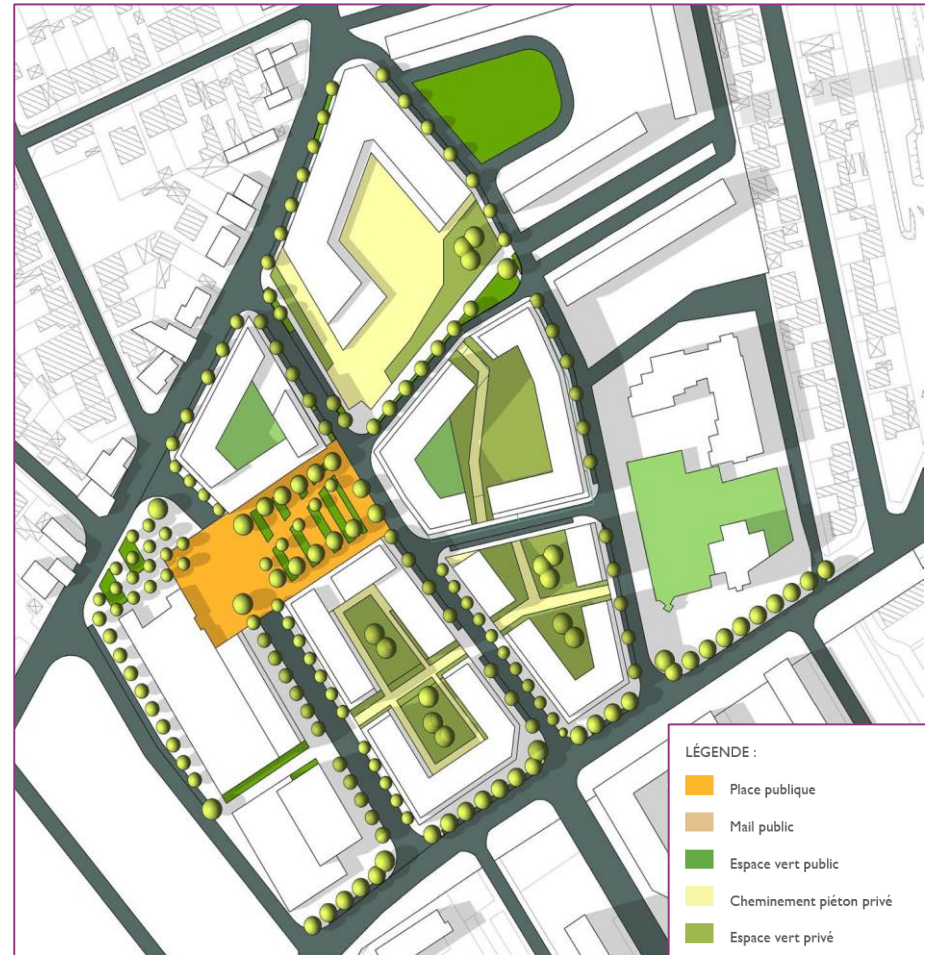 LÉGENDE :
Place publique
Mail public
Espace vert public
Cheminement piéton privé
Espace vert privé